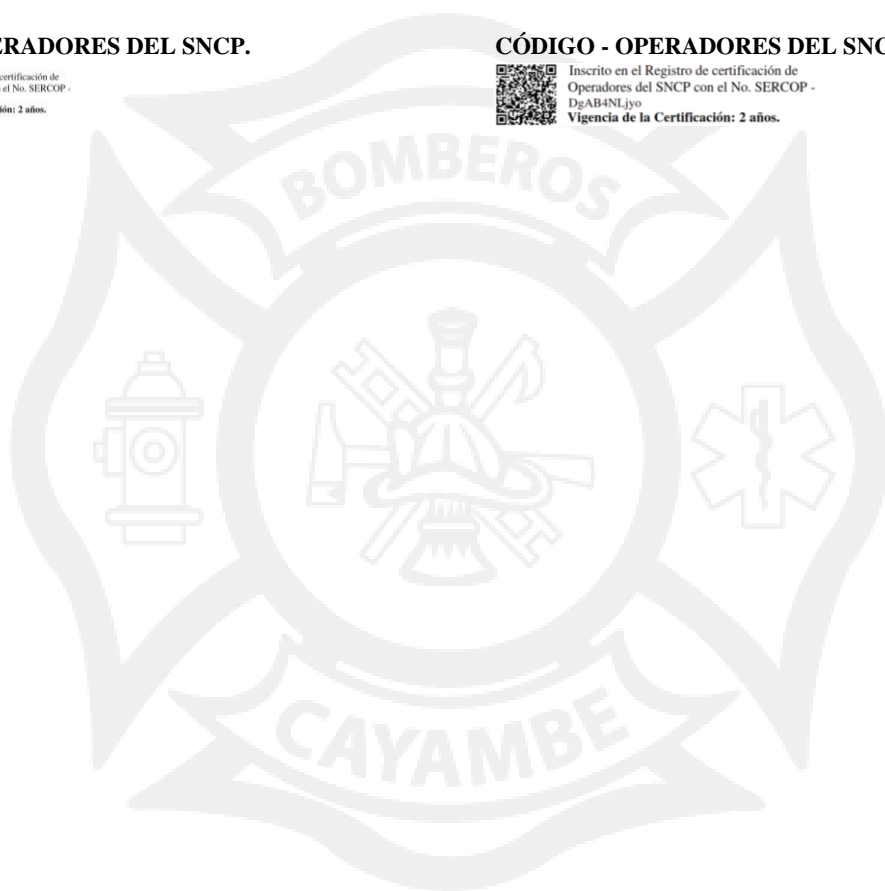 ERADORES DEL SNCP.
certificación de
el No. SERCOP -
ión: 2 años.
CÓDIGO - OPERADORES DEL SNC
Inscrito en el Registro de certificación de
Operadores del SNCP con el No. SERCOP -
DgAB4NLjyo
Vigencia de la Certificación: 2 años.
BOMBEROS
CAYAMBE